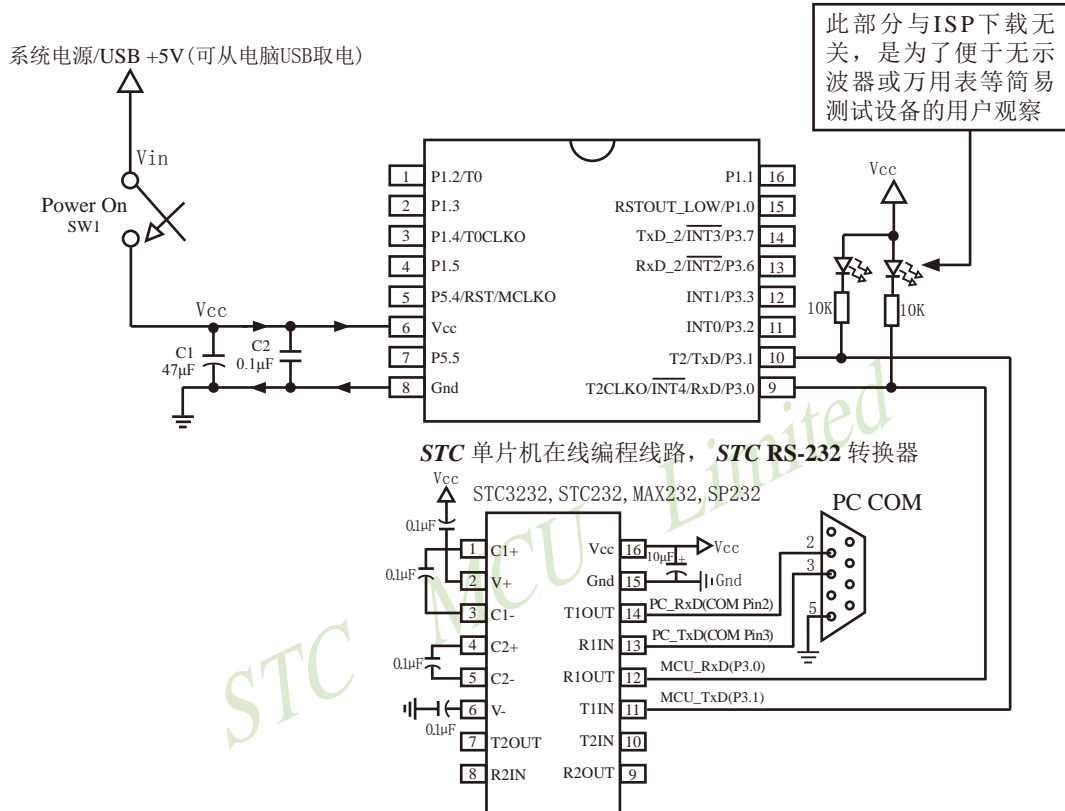 此部分与ISP下载无
关，是为了便于无示
波器或万用表等简易
测试设备的用户观察
系统电源/USB +5V(可从电脑USB取电)
Vin
Power On
SW1
Vcc
C1
47μF
C2
0.1μF
1 P1.2/T0
2 P1.3
3 P1.4/T0CLKO
4 P1.5
5 P5.4/RST/MCLKO
6 Vcc
7 P5.5
8 Gnd
P1.1 16
RSTOUT_LOW/P1.0 15
TxD_2/INT3/P3.7 14
RxD_2/INT2/P3.6 13
INT1/P3.3 12
INT0/P3.2 11
T2/TxD/P3.1 10
T2CLKO/INT4/RxD/P3.0 9
Vcc
10K
10K
STC 单片机在线编程线路， STC RS-232 转换器
STC3232,STC232,MAX232,SP232
Vcc
0.1μF
0.1μF
0.1μF
0.1μF
1 C1+
2 V+
3 C1-
4 C2+
5 C2-
6 V-
7 T2OUT
8 R2IN
Vcc 16
Gnd 15
T1OUT 14
R1IN 13
R1OUT 12
T1IN 11
T2IN 10
R2OUT 9
10μF +
Vcc
Gnd
PC_RxD(COM Pin2)
PC_TxD(COM Pin3)
MCU_RxD(P3.0)
MCU_TxD(P3.1)
PC COM
2
3
5
STC MCU Limited